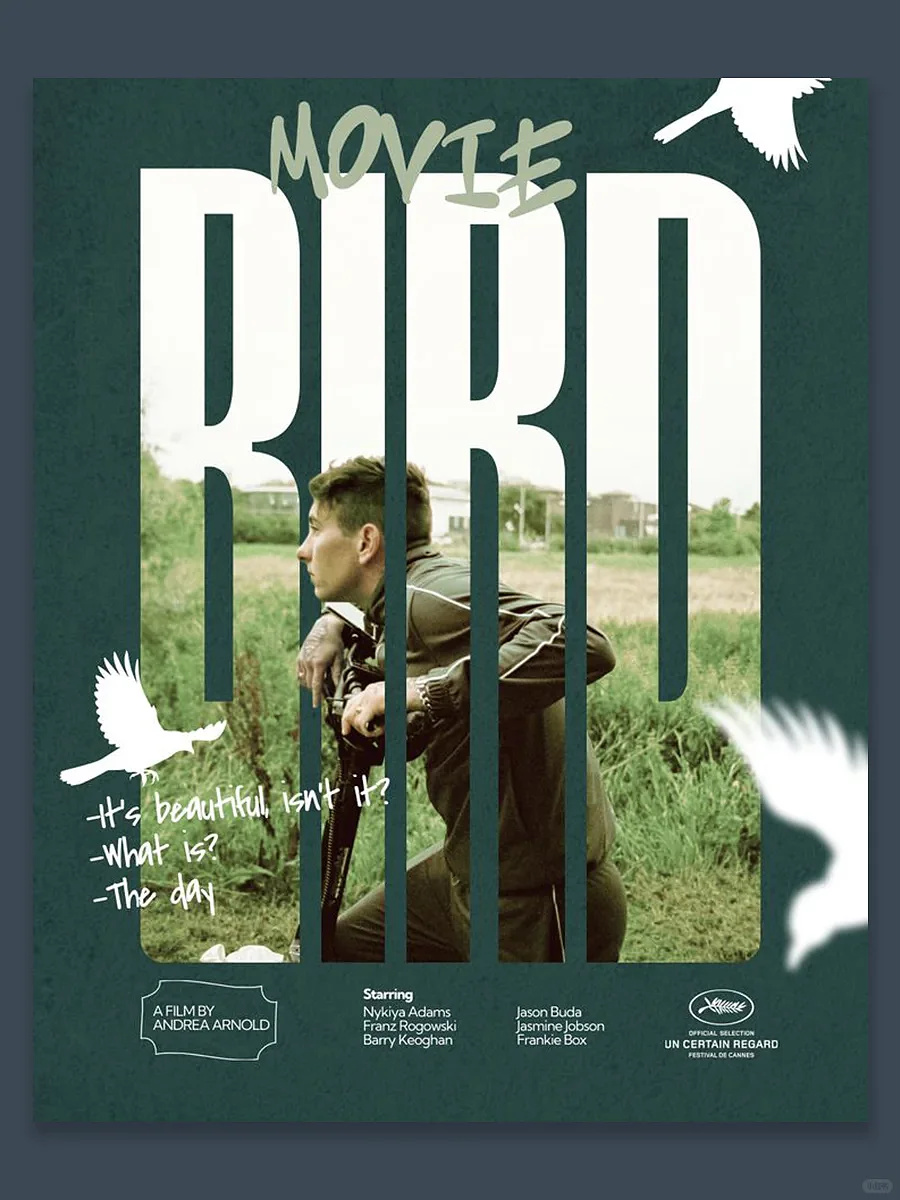 MOVIE
BIRD
-It's beautiful, isn't it?
-What is?
-The day
A FILM BY
ANDREA ARNOLD
Starring
Nykiya Adams
Franz Rogowski
Barry Keoghan
Jason Buda
Jasmine Jobson
Frankie Box
OFFICIAL SELECTION
UN CERTAIN REGARD
FESTIVAL DE CANNES